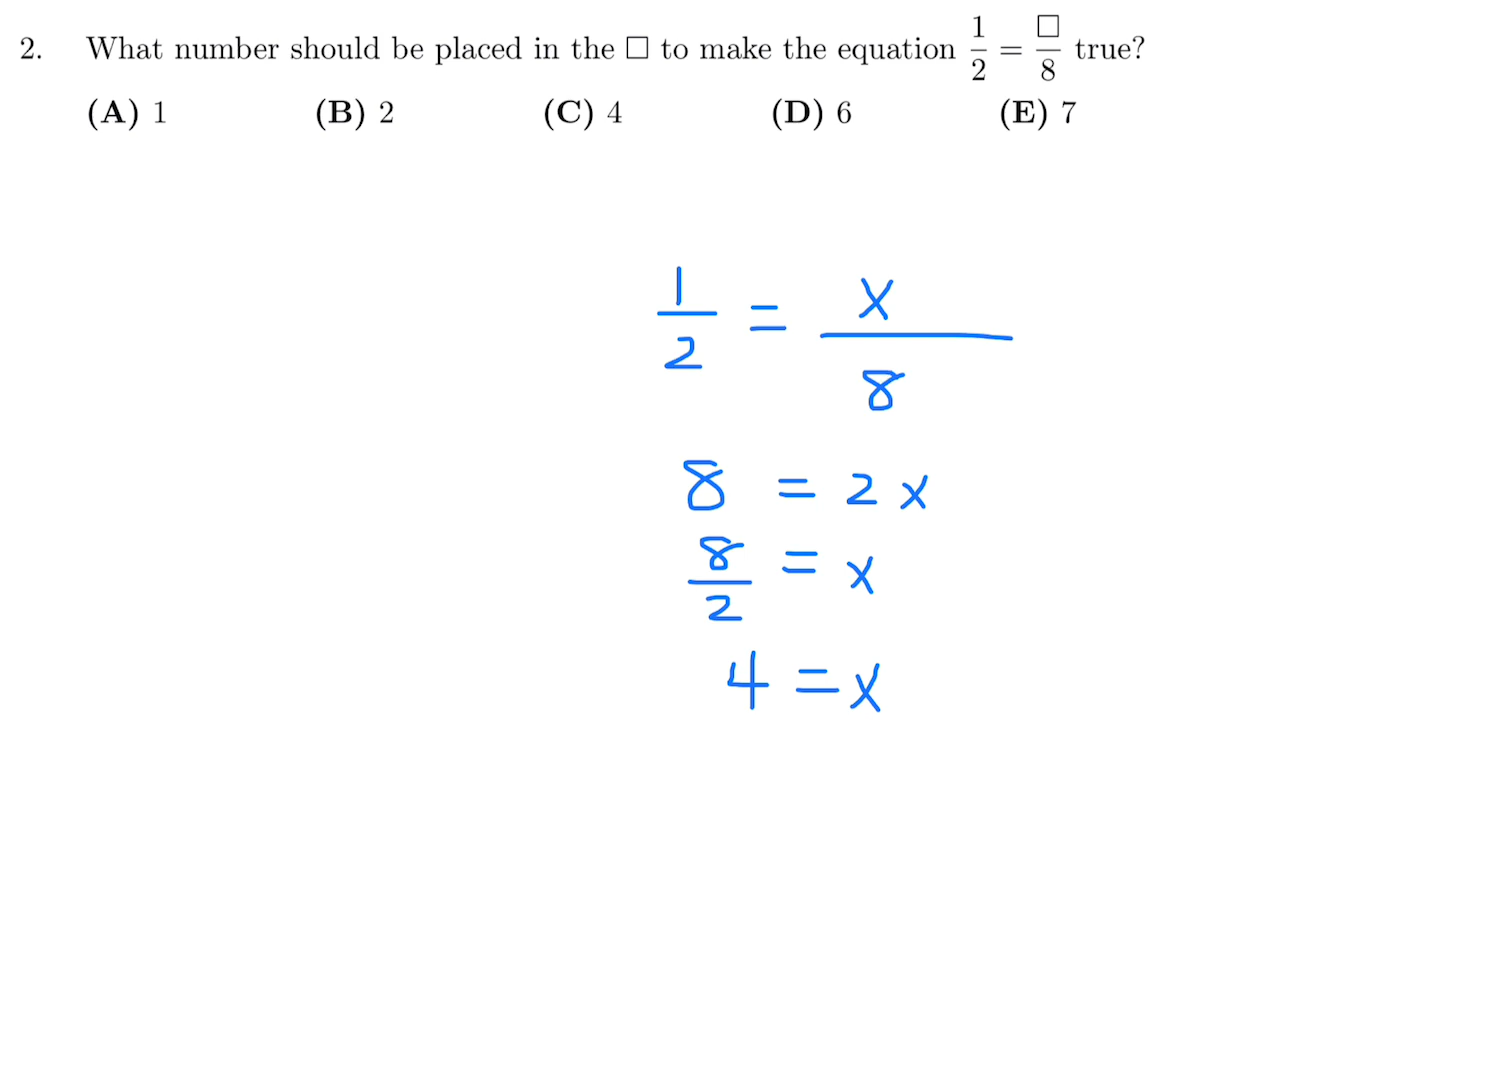 2. What number should be placed in the □ to make the equation 1/2 = □/8 true?
(A) 1 (B) 2 (C) 4 (D) 6 (E) 7
1/2 = x/8
8 = 2x
8/2 = x
4 = x